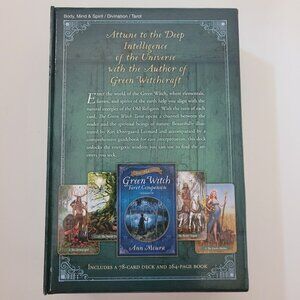 Body, Mind & Spirit / Divination / Tarot
Attune to the Deep
Intelligence
of the Universe
with the Author of
Green Witchcraft
Enter the world of the Green Witch, where elementals,
faeries, and spirits of the earth help you align with the
natural energies of the Old Religion. With the turn of each
card, The Green Witch Tarot opens a channel between the
reader and the spiritual beings of nature. Beautifully illus-
trated by Kiri Østergaard Leonard and accompanied by a
comprehensive guidebook for easy interpretation, this deck
unlocks the energetic wisdom you can use to find the an-
swers you seek.
Green Witch
Tarot Companion
Ann Moura
Includes a 78-card deck and 264-page book